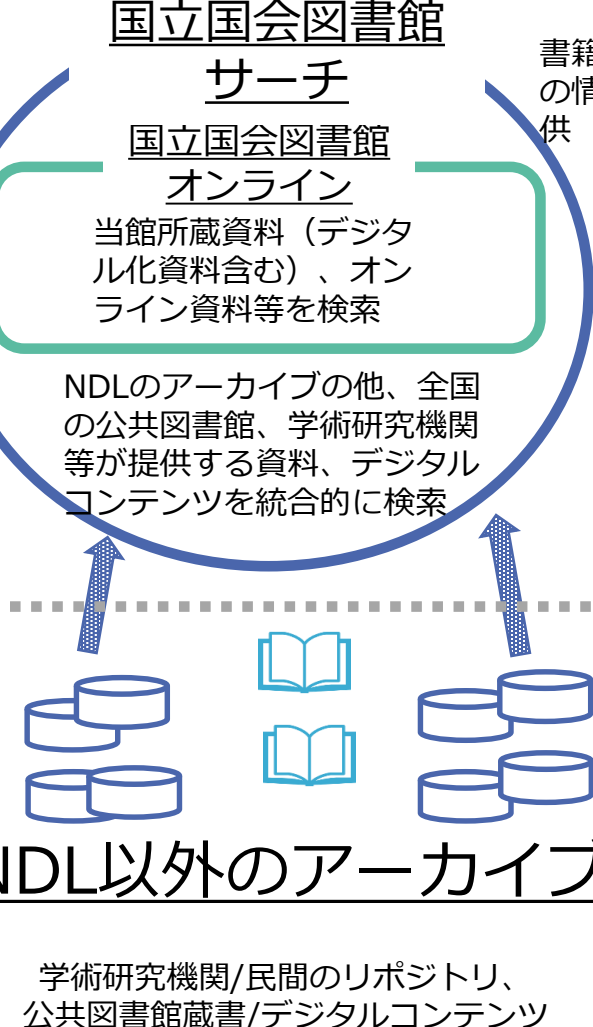 国立国会図書館
サーチ
書籍
の情
供
国立国会図書館
オンライン
当館所蔵資料（デジタ
ル化資料含む）、オン
ライン資料等を検索
NDLのアーカイブの他、全国
の公共図書館、学術研究機関
等が提供する資料、デジタル
コンテンツを統合的に検索
NDL以外のアーカイブ
学術研究機関/民間のリポジトリ、
公共図書館蔵書/デジタルコンテンツ